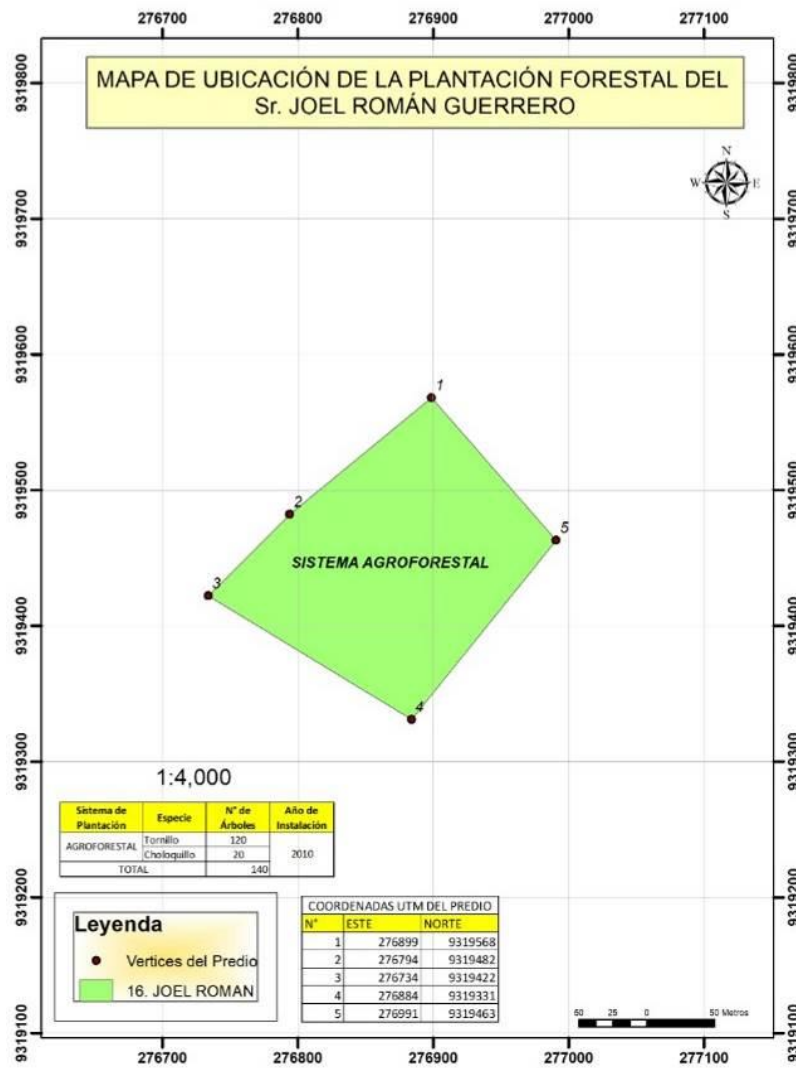 276700 276800 276900 277000 277100
9319800 9319800
MAPA DE UBICACIÓN DE LA PLANTACIÓN FORESTAL DEL
Sr. JOEL ROMÁN GUERRERO
N
W E
S
9319700 9319700
9319600 9319600
1
9319500 9319500
2
5
SISTEMA AGROFORESTAL
3
9319400 9319400
4
9319300 9319300
1:4,000
Sistema de Plantación Especie N° de Árboles Año de Instalación
AGROFORESTAL Tornillo 120 2010
Choloquillo 20
TOTAL 140
9319200 9319200
Leyenda
Vertices del Predio
16. JOEL ROMAN
COORDENADAS UTM DEL PREDIO
N° ESTE NORTE
1 276899 9319568
2 276794 9319482
3 276734 9319422
4 276884 9319331
5 276991 9319463
50 25 0 50 Metros
9319100 9319100
276700 276800 276900 277000 277100